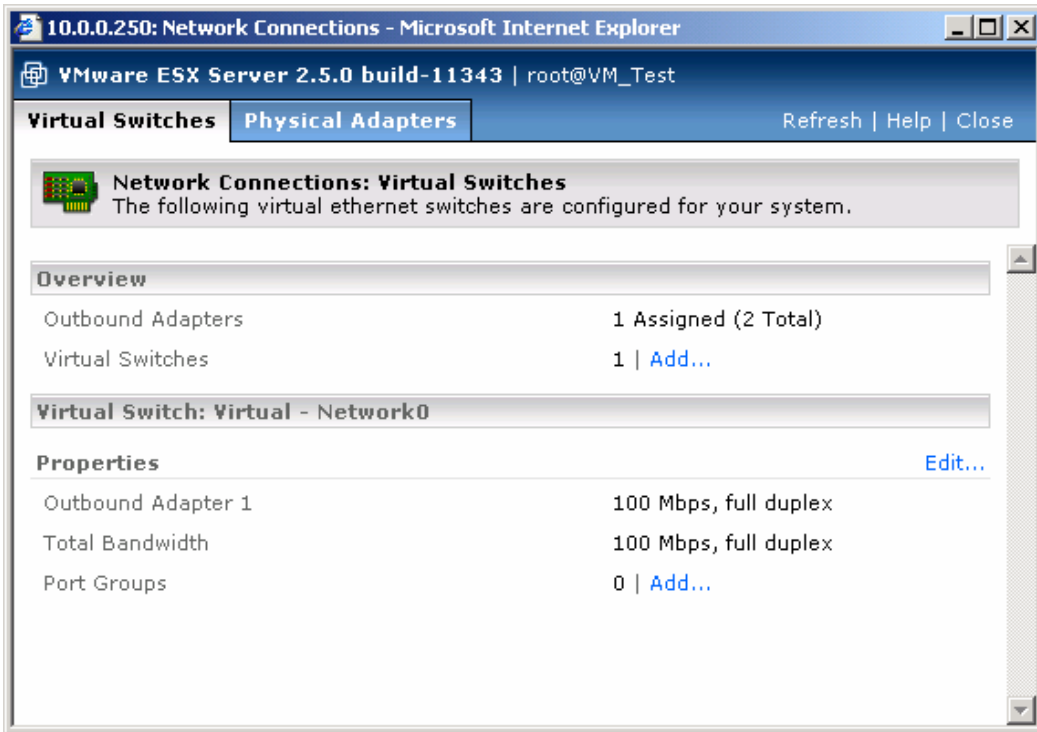 10.0.0.250: Network Connections - Microsoft Internet Explorer
VMware ESX Server 2.5.0 build-11343 | root@VM_Test
Virtual Switches Physical Adapters Refresh | Help | Close
Network Connections: Virtual Switches
The following virtual ethernet switches are configured for your system.
Overview
Outbound Adapters 1 Assigned (2 Total)
Virtual Switches 1 | Add...
Virtual Switch: Virtual - Network0
Properties Edit...
Outbound Adapter 1 100 Mbps, full duplex
Total Bandwidth 100 Mbps, full duplex
Port Groups 0 | Add...